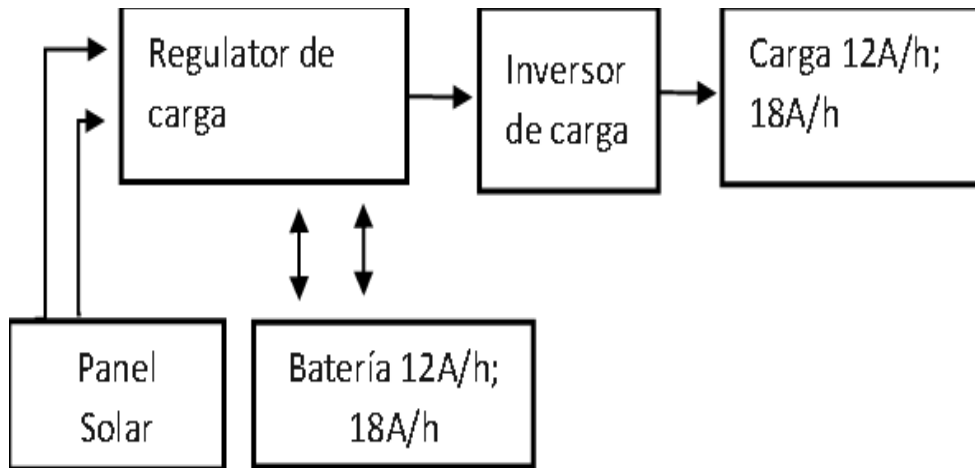 Regulator de
carga
Inversor
de carga
Carga 12A/h;
18A/h
Panel
Solar
Batería 12A/h;
18A/h